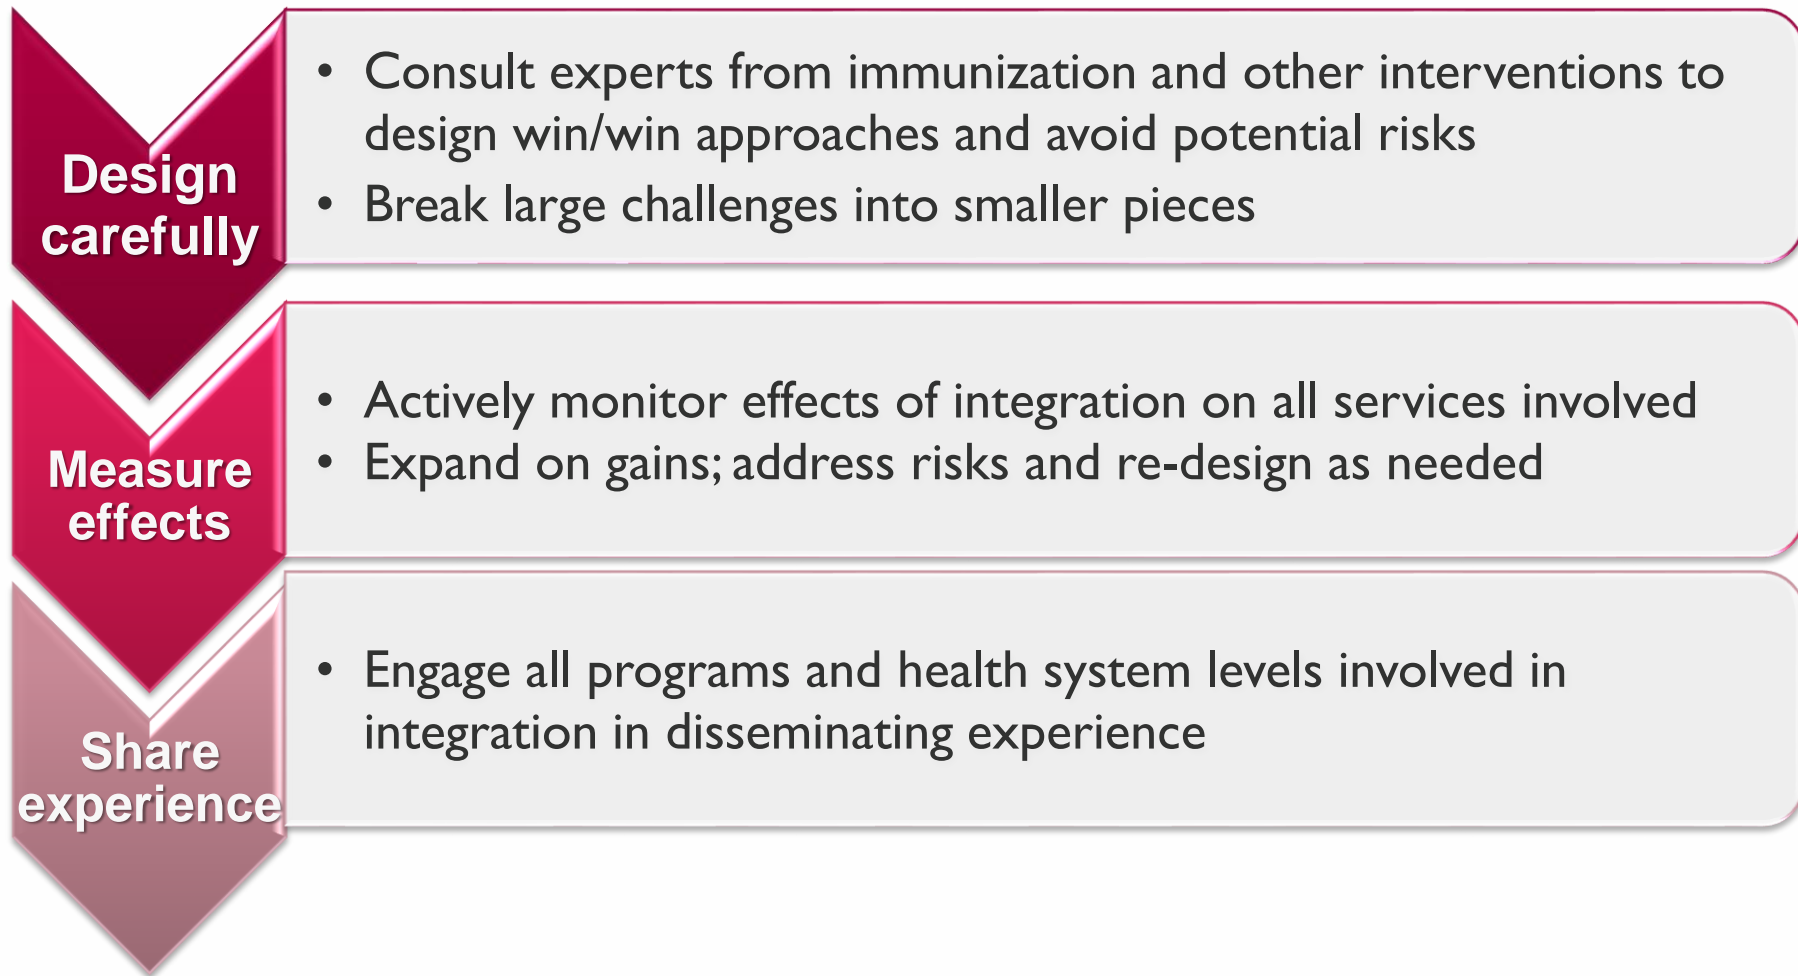 Design
carefully
• Consult experts from immunization and other interventions to
design win/win approaches and avoid potential risks
• Break large challenges into smaller pieces
Measure
effects
• Actively monitor effects of integration on all services involved
• Expand on gains; address risks and re-design as needed
Share
experience
• Engage all programs and health system levels involved in
integration in disseminating experience